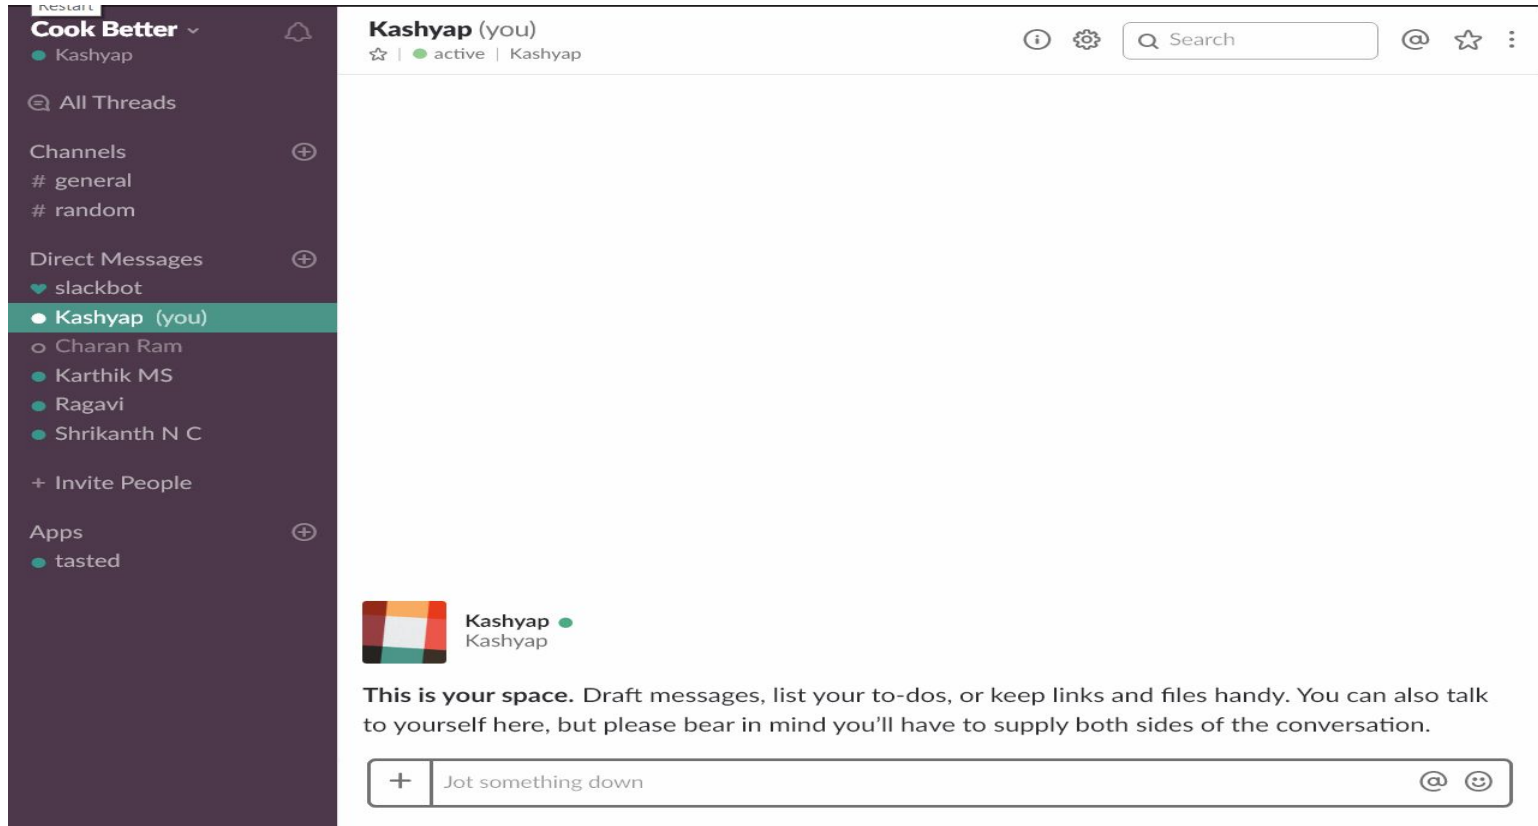 Restart
Cook Better
Kashyap
All Threads
Channels
# general
# random
Direct Messages
slackbot
Kashyap (you)
Charan Ram
Karthik MS
Ragavi
Shrikanth N C
+ Invite People
Apps
tasted
Kashyap (you)
active | Kashyap
Search
Kashyap
Kashyap
This is your space. Draft messages, list your to-dos, or keep links and files handy. You can also talk
to yourself here, but please bear in mind you’ll have to supply both sides of the conversation.
Jot something down